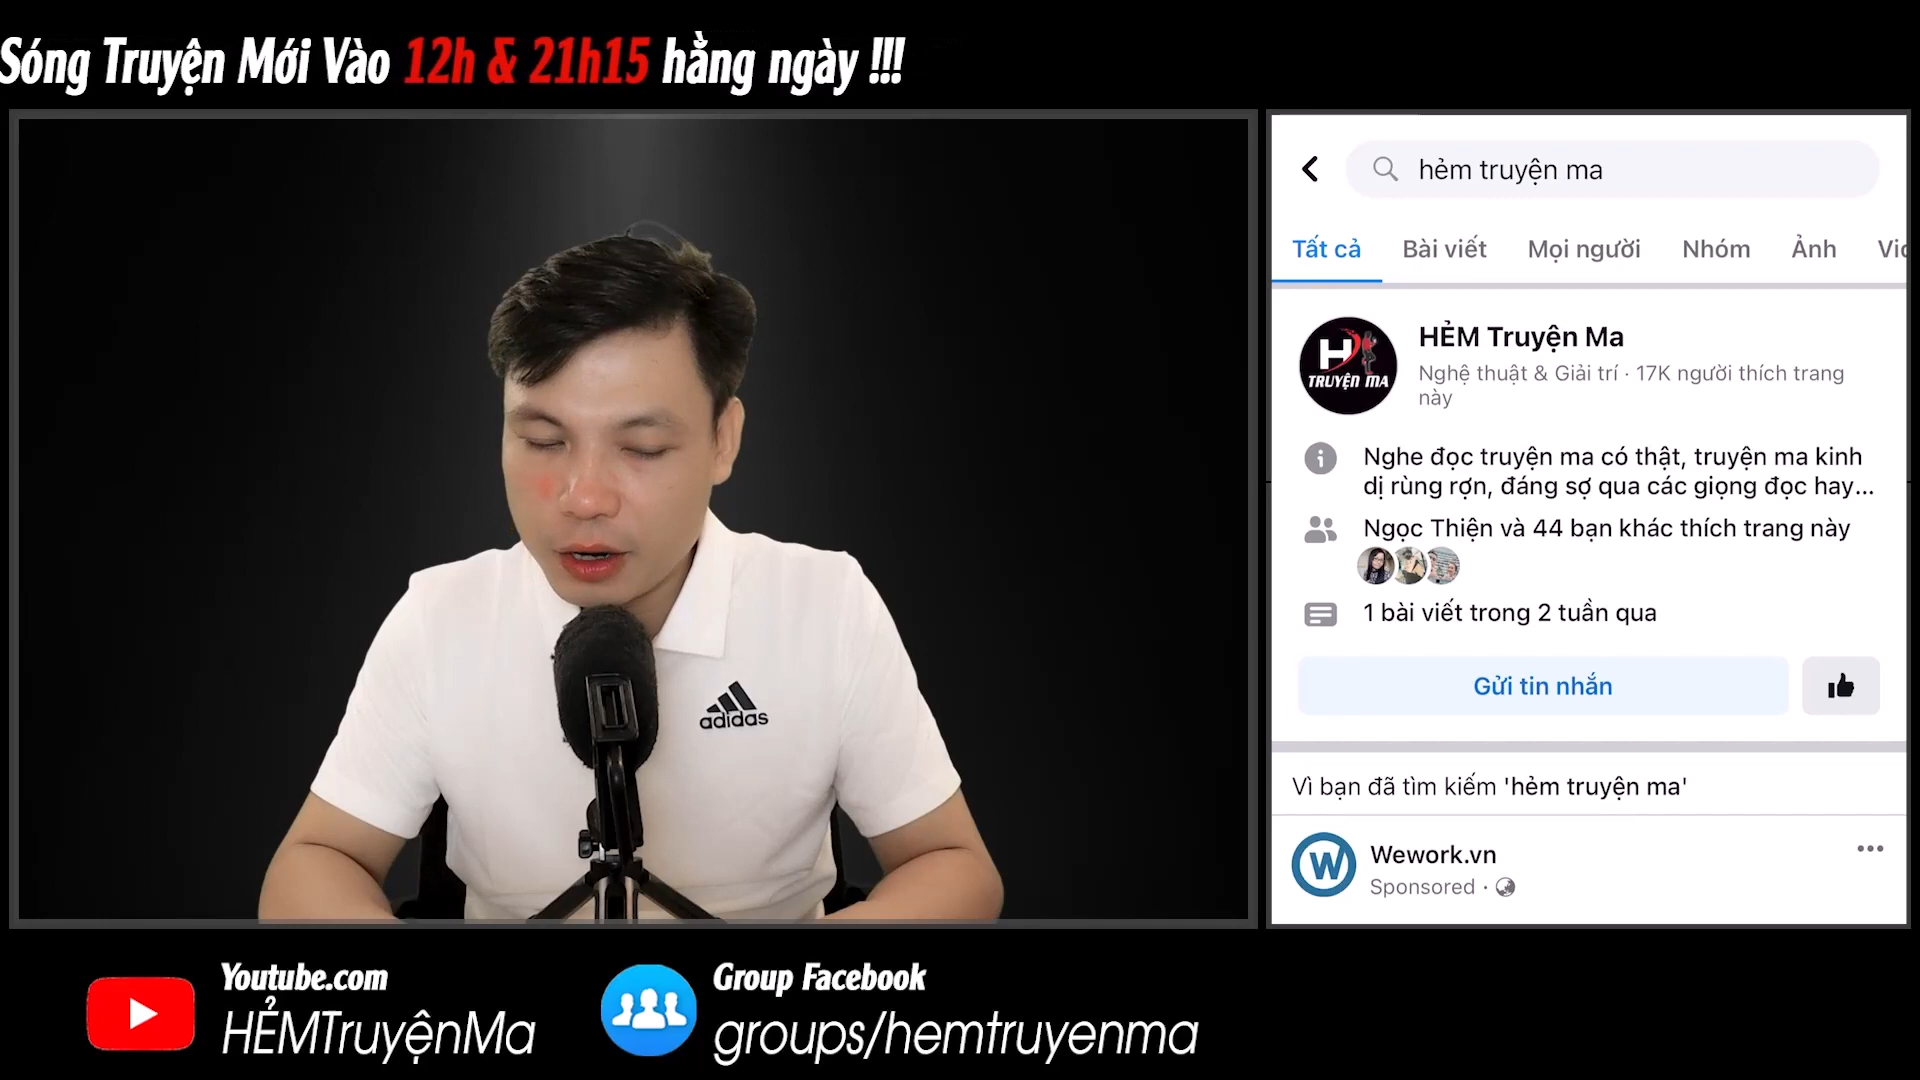 Sóng Truyện Mới Vào 12h & 21h15 hằng ngày !!!
hẻm truyện ma
Tất cả Bài viết Mọi người Nhóm Ảnh
H
TRUYỆN MA
HẺM Truyện Ma
Nghệ thuật & Giải trí · 17K người thích trang
này
Nghe đọc truyện ma có thật, truyện ma kinh
dị rùng rợn, đáng sợ qua các giọng đọc hay...
Ngọc Thiện và 44 bạn khác thích trang này
1 bài viết trong 2 tuần qua
Gửi tin nhắn
Vì bạn đã tìm kiếm 'hẻm truyện ma'
W
Wework.vn
Sponsored ·
adidas
Youtube.com
HẺMTruyệnMa
Group Facebook
groups/hemtruyenma